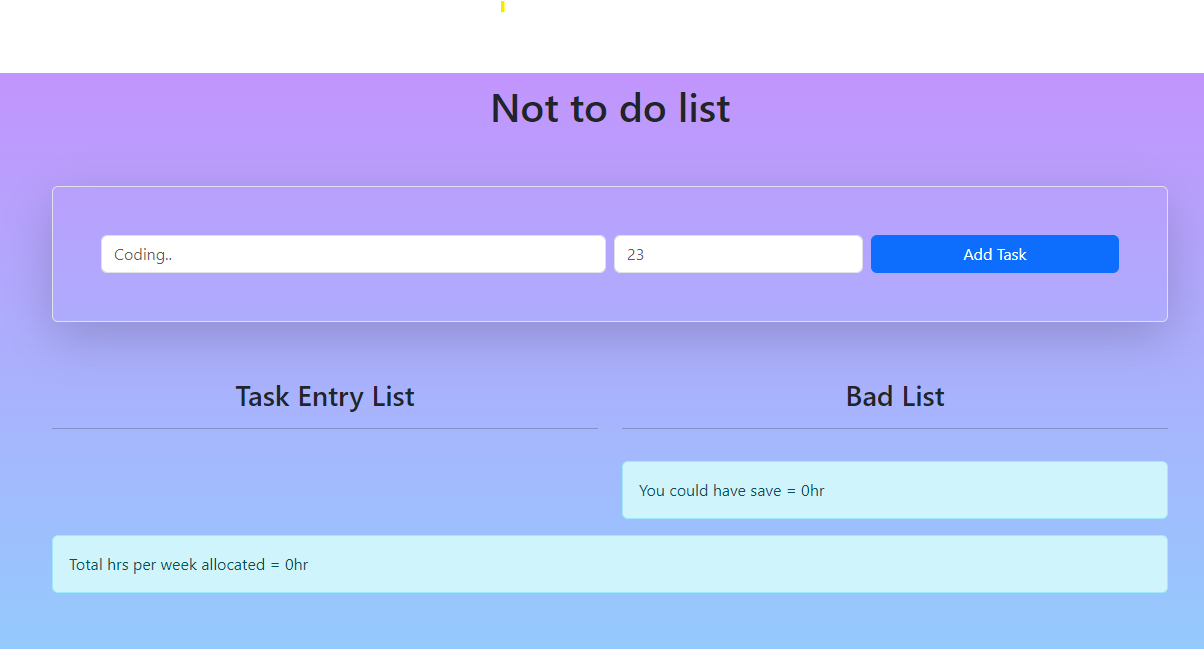 Not to do list
Coding..
23
Add Task
Task Entry List
Bad List
You could have save = 0hr
Total hrs per week allocated = 0hr